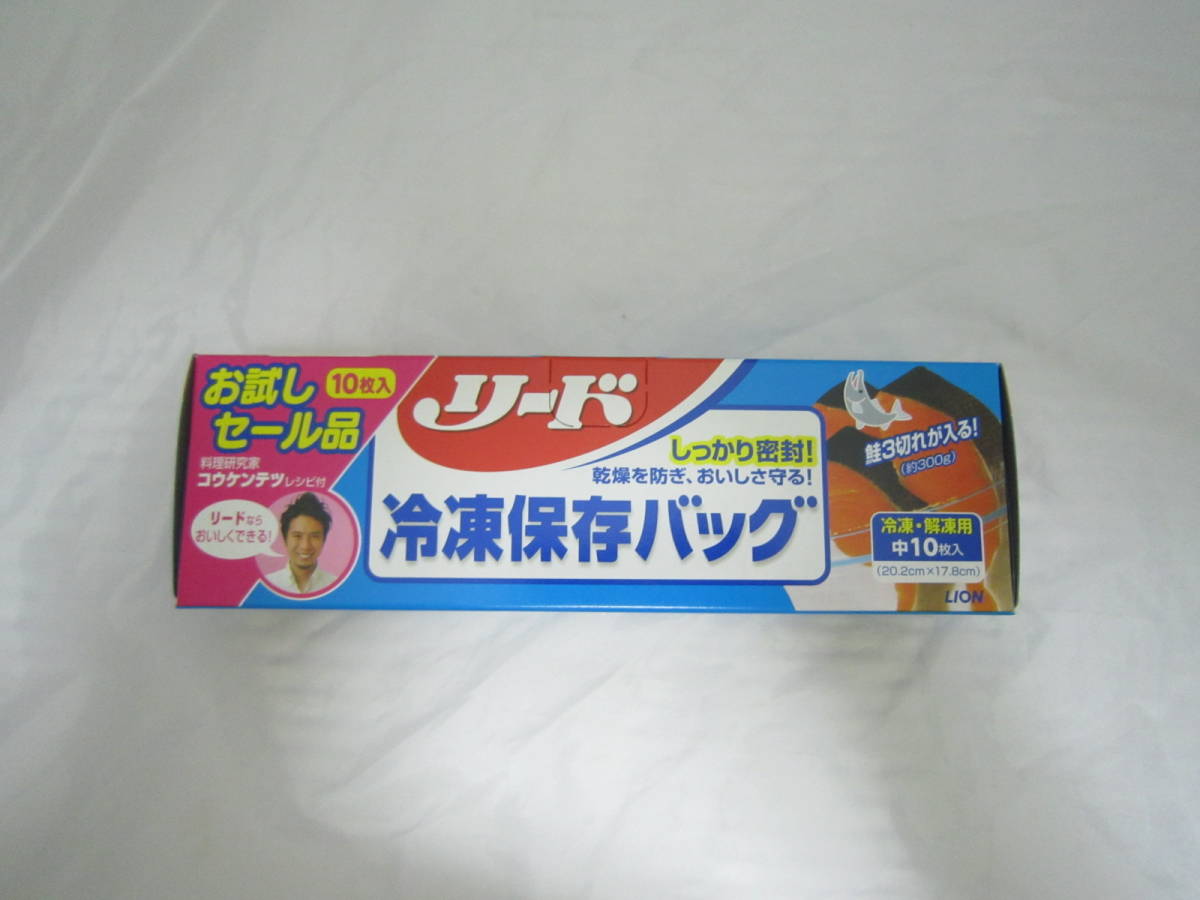 お試し
セール品
10枚入
料理研究家
コウケンテツレシピ付
リードなら
おいしくできる!
リード
しっかり密封!
乾燥を防ぎ、おいしさ守る!
冷凍保存バッグ
鮭3切れが入る!
(約300g)
冷凍・解凍用
中10枚入
(20.2cm×17.8cm)
LION